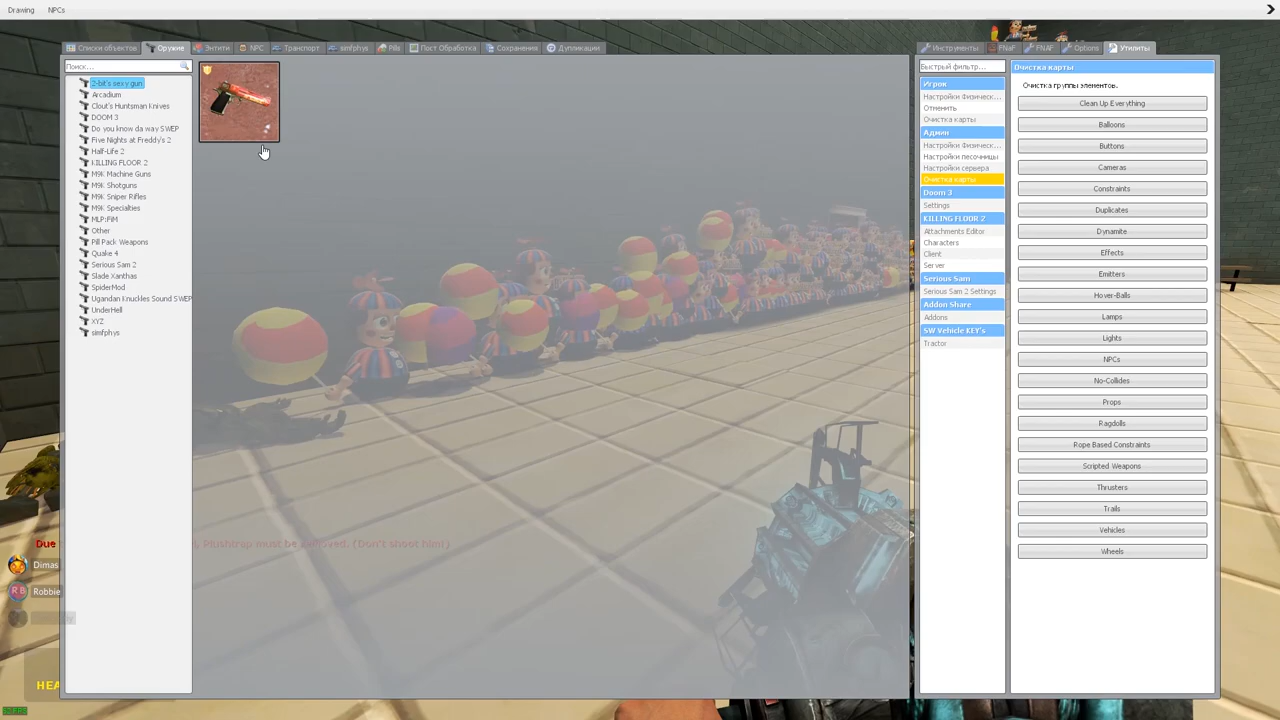 Drawing NPCs
Списки объектов Оружие Энтити NPC Транспорт simfphys Pills Пост Обработка Сохранения Дупликации
Поиск...
2-bit's sexy gun
Arcadium
Clout's Huntsman Knives
DOOM 3
Do you know da way SWEP
Five Nights at Freddy's 2
Half-Life 2
KILLING FLOOR 2
M9K Machine Guns
M9K Shotguns
M9K Sniper Rifles
M9K Specialties
MLP:FiM
Other
Pill Pack Weapons
Quake 4
Serious Sam 2
Slade Xanthas
SpiderMod
Ugandan Knuckles Sound SWEP
UnderHell
XYZ
simfphys
Due
, Plushtrap must be removed. (Don't shoot him!)
Dimas
RB Robbie
HEA
Инструменты FNaF FNAF Options Утилиты
Быстрый фильтр...
Игрок
Настройки Физическ...
Отменить
Очистка карты
Админ
Настройки Физическ...
Настройки песочницы
Настройки сервера
Очистка карты
Doom 3
Settings
KILLING FLOOR 2
Attachments Editor
Characters
Client
Server
Serious Sam
Serious Sam 2 Settings
Addon Share
Addons
SW Vehicle KEY's
Tractor
Очистка карты
Очистка группы элементов.
Clean Up Everything
Balloons
Buttons
Cameras
Constraints
Duplicates
Dynamite
Effects
Emitters
Hover-Balls
Lamps
Lights
NPCs
No-Collides
Props
Ragdolls
Rope Based Constraints
Scripted Weapons
Thrusters
Trails
Vehicles
Wheels